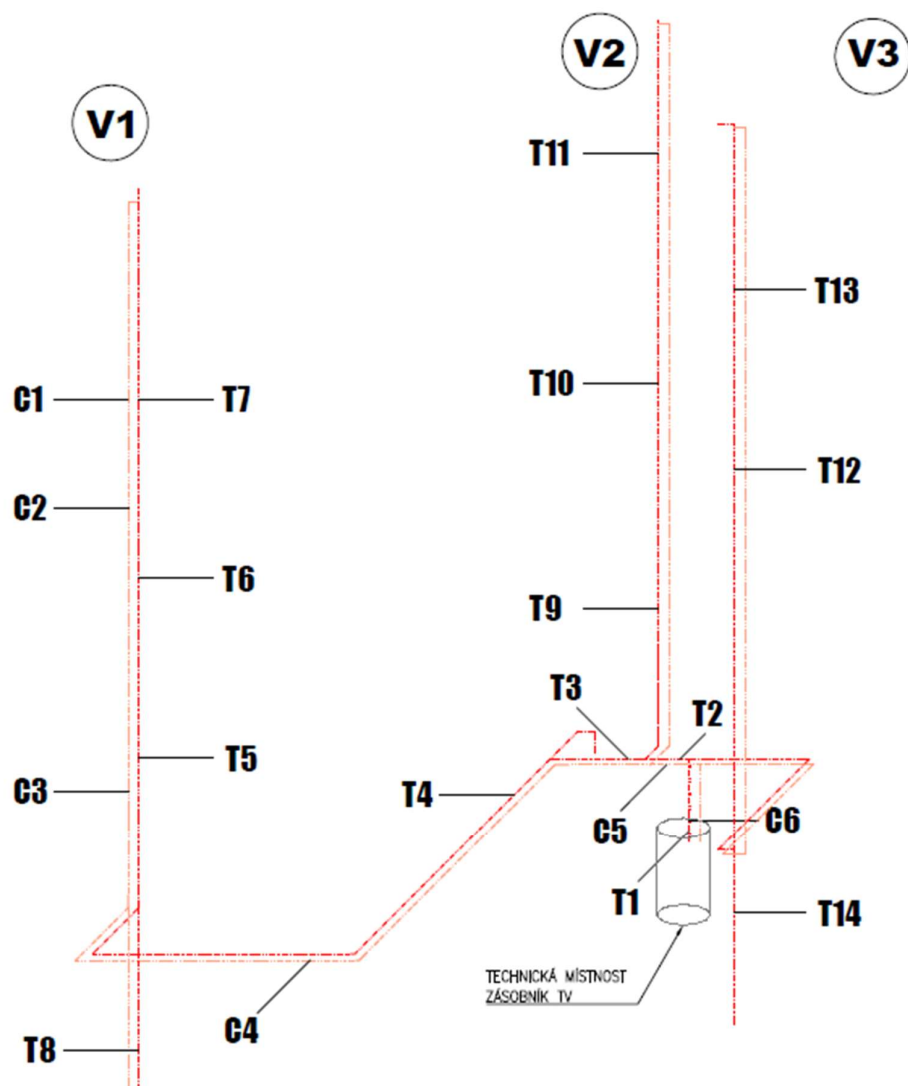 V2
V3
V1
T11
T13
T10
C1
T7
T12
C2
T6
T9
T3
T2
T5
C3
T4
C5
C6
T1
T14
TECHNICKÁ MÍSTNOST
ZÁSOBNÍK TV
C4
T8